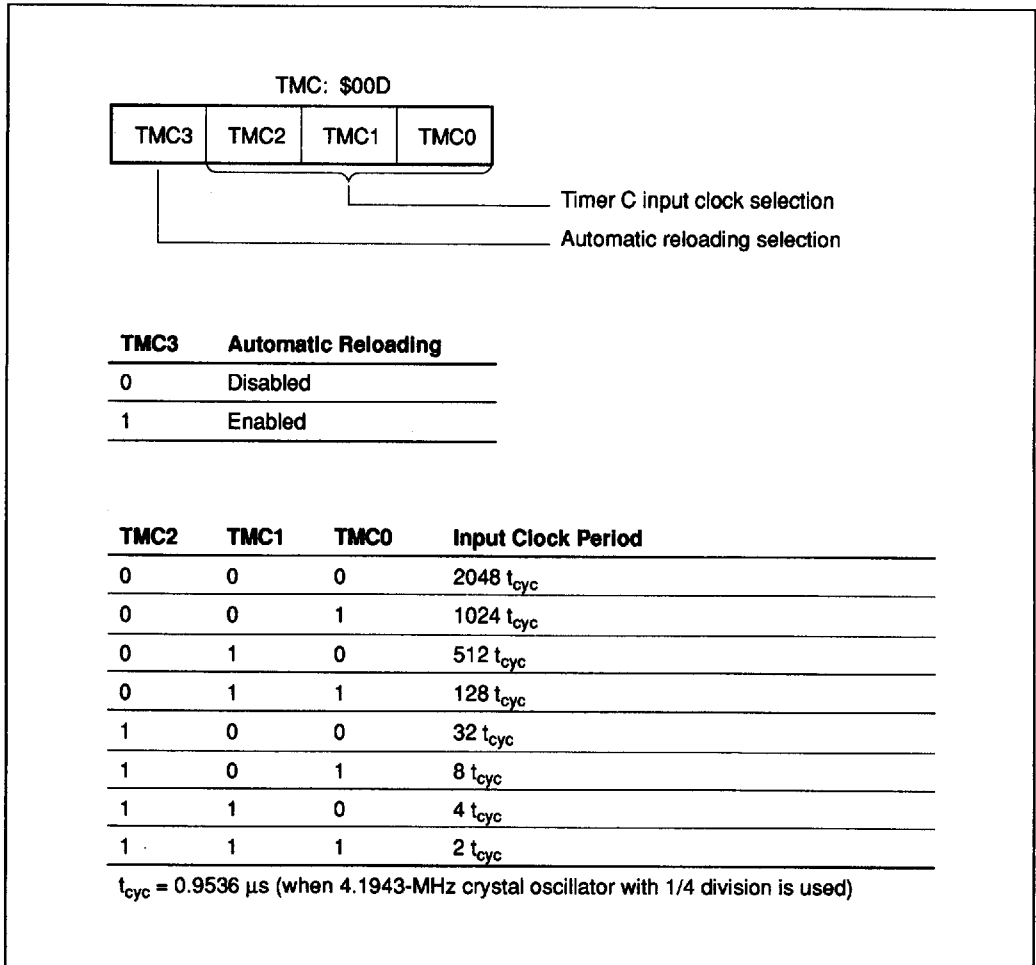 TMC: $00D
TMC3 TMC2 TMC1 TMC0
Timer C input clock selection
Automatic reloading selection
TMC3 Automatic Reloading
0 Disabled
1 Enabled
TMC2 TMC1 TMC0 Input Clock Period
0 0 0 2048 tcyc
0 0 1 1024 tcyc
0 1 0 512 tcyc
0 1 1 128 tcyc
1 0 0 32 tcyc
1 0 1 8 tcyc
1 1 0 4 tcyc
1 1 1 2 tcyc
tcyc = 0.9536 μs (when 4.1943-MHz crystal oscillator with 1/4 division is used)